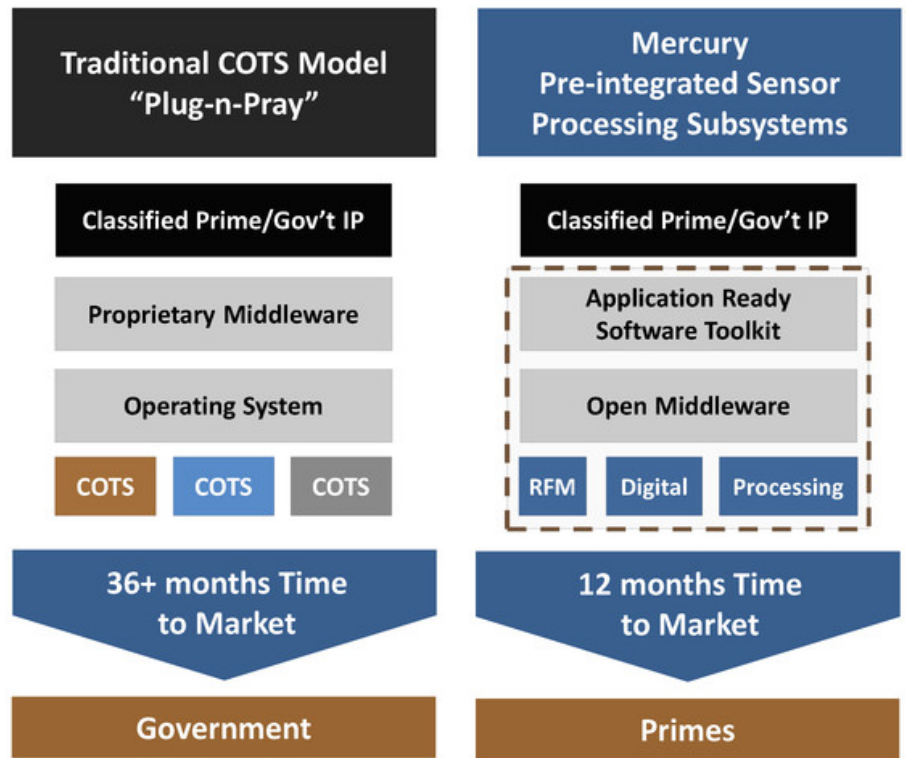 Traditional COTS Model
“Plug-n-Pray”
Classified Prime/Gov’t IP
Proprietary Middleware
Operating System
COTS
COTS
COTS
36+ months Time
to Market
Government
Mercury
Pre-integrated Sensor
Processing Subsystems
Classified Prime/Gov’t IP
Application Ready
Software Toolkit
Open Middleware
RFM
Digital
Processing
12 months Time
to Market
Primes